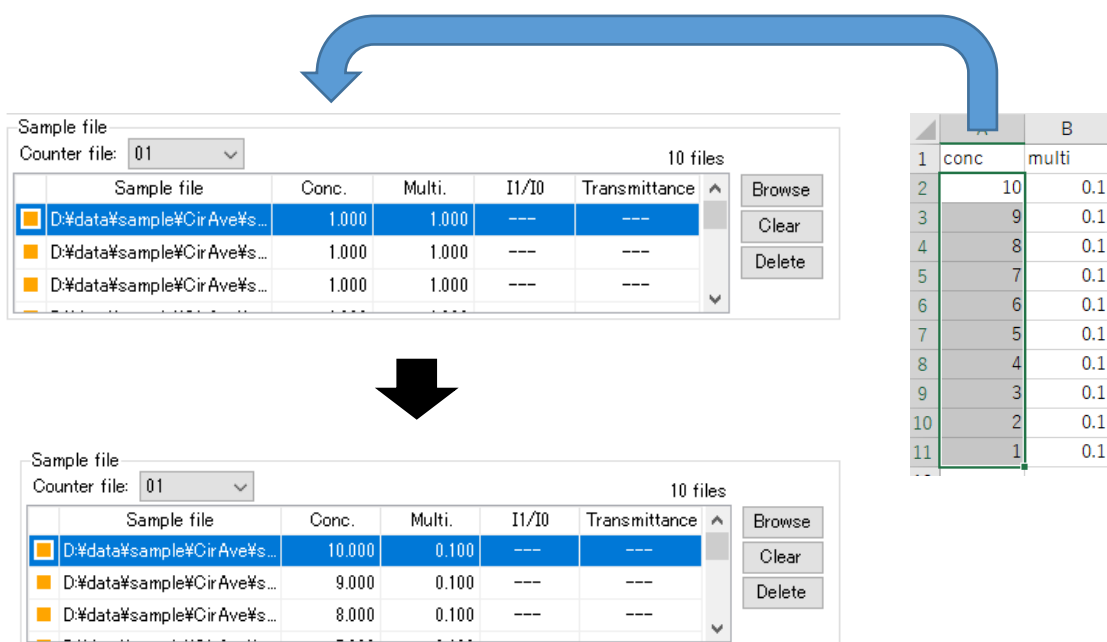 Sample file
Counter file: 01
10 files
Sample file Conc. Multi. I1/I0 Transmittance
D:¥data¥sample¥CirAve¥s... 1.000 1.000 --- ---
D:¥data¥sample¥CirAve¥s... 1.000 1.000 --- ---
D:¥data¥sample¥CirAve¥s... 1.000 1.000 --- ---
Browse
Clear
Delete
B
1 conc multi
2 10 0.1
3 9 0.1
4 8 0.1
5 7 0.1
6 6 0.1
7 5 0.1
8 4 0.1
9 3 0.1
10 2 0.1
11 1 0.1
Sample file
Counter file: 01
10 files
Sample file Conc. Multi. I1/I0 Transmittance
D:¥data¥sample¥CirAve¥s... 10.000 0.100 --- ---
D:¥data¥sample¥CirAve¥s... 9.000 0.100 --- ---
D:¥data¥sample¥CirAve¥s... 8.000 0.100 --- ---
Browse
Clear
Delete